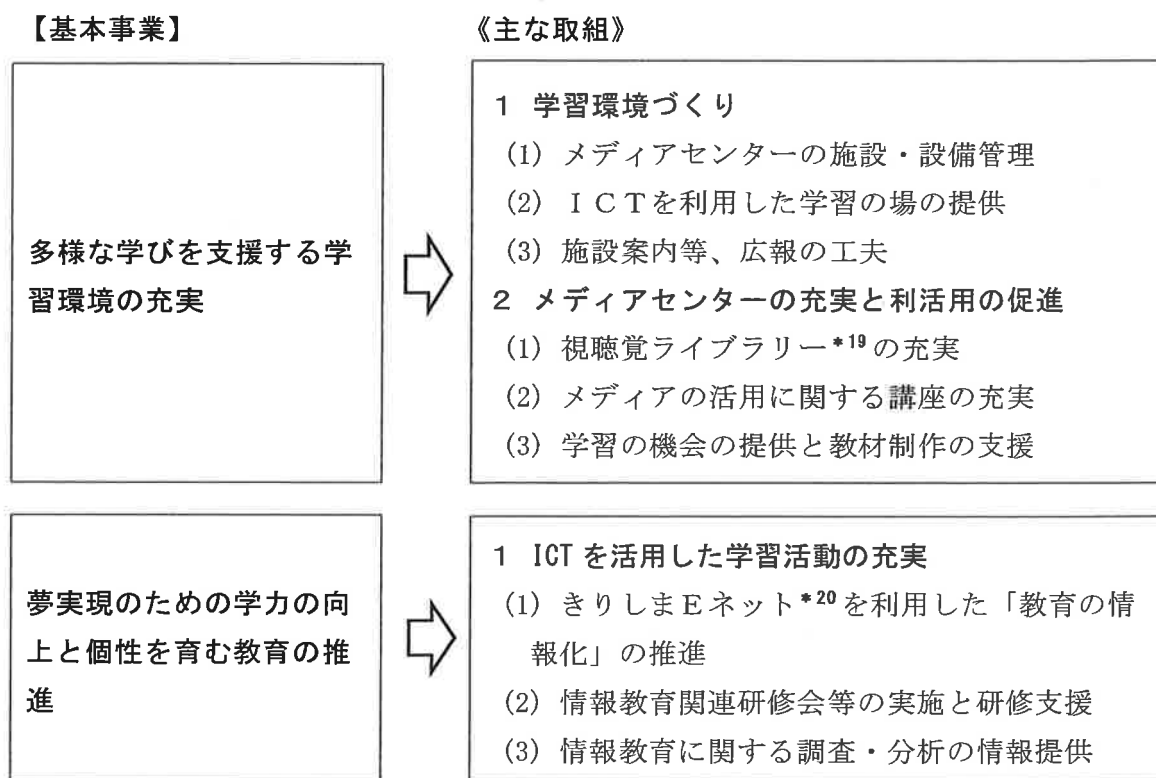 【基本事業】
《主な取組》
多様な学びを支援する学
習環境の充実
1 学習環境づくり
(1) メディアセンターの施設・設備管理
(2) ICTを利用した学習の場の提供
(3) 施設案内等、広報の工夫
2 メディアセンターの充実と利活用の促進
(1) 視聴覚ライブラリー*19の充実
(2) メディアの活用に関する講座の充実
(3) 学習の機会の提供と教材制作の支援
夢実現のための学力の向
上と個性を育む教育の推
進
1 ICTを活用した学習活動の充実
(1) きりしまEネット*20を利用した「教育の情
報化」の推進
(2) 情報教育関連研修会等の実施と研修支援
(3) 情報教育に関する調査・分析の情報提供